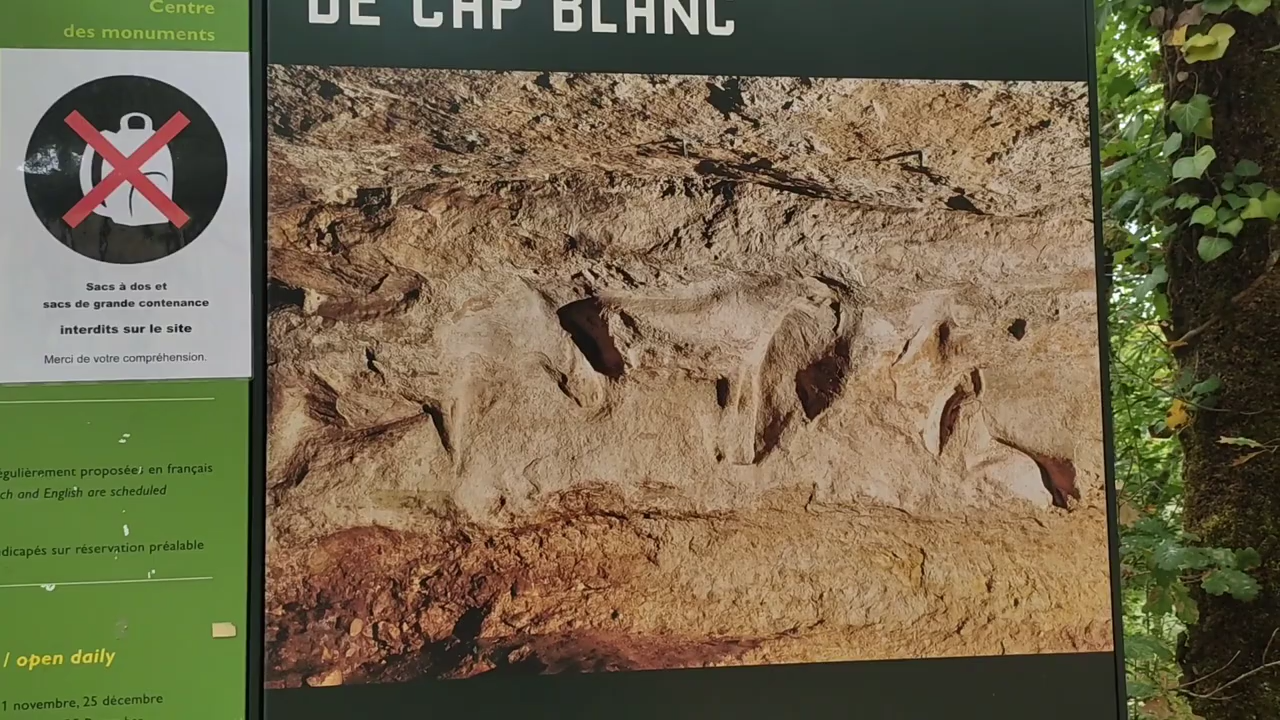 Centre
des monuments
DE CAP BLANC
Sacs à dos et
sacs de grande contenance
interdits sur le site
Merci de votre compréhension.
égulièrement proposées en français
ch and English are scheduled
dicapés sur réservation préalable
/ open daily
1 novembre, 25 décembre